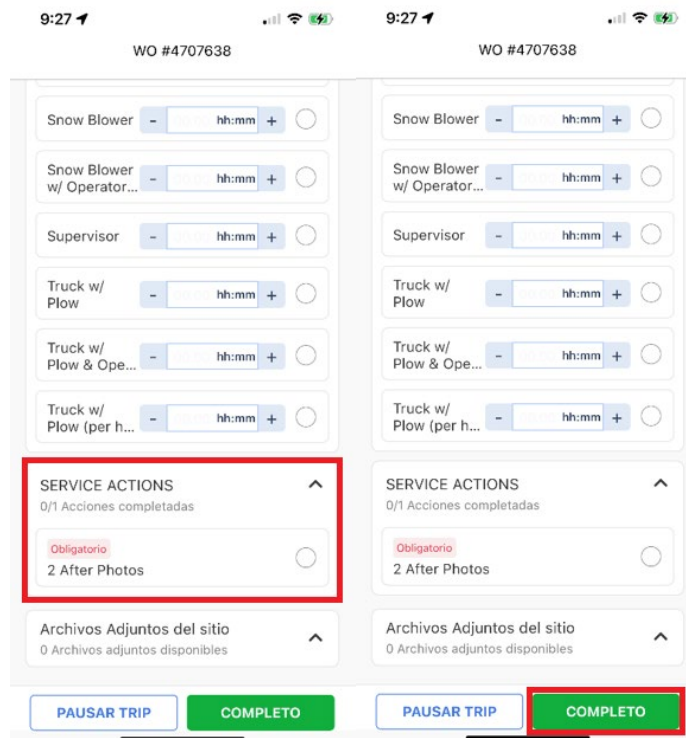 9:27
WO #4707638
Snow Blower - hh:mm +
Snow Blower
w/ Operator... - hh:mm +
Supervisor - hh:mm +
Truck w/
Plow - hh:mm +
Truck w/
Plow & Ope... - hh:mm +
Truck w/
Plow (per h... - hh:mm +
SERVICE ACTIONS
0/1 Acciones completadas
Obligatorio
2 After Photos
Archivos Adjuntos del sitio
0 Archivos adjuntos disponibles
PAUSAR TRIP COMPLETO
9:27
WO #4707638
Snow Blower - hh:mm +
Snow Blower
w/ Operator... - hh:mm +
Supervisor - hh:mm +
Truck w/
Plow - hh:mm +
Truck w/
Plow & Ope... - hh:mm +
Truck w/
Plow (per h... - hh:mm +
SERVICE ACTIONS
0/1 Acciones completadas
Obligatorio
2 After Photos
Archivos Adjuntos del sitio
0 Archivos adjuntos disponibles
PAUSAR TRIP COMPLETO